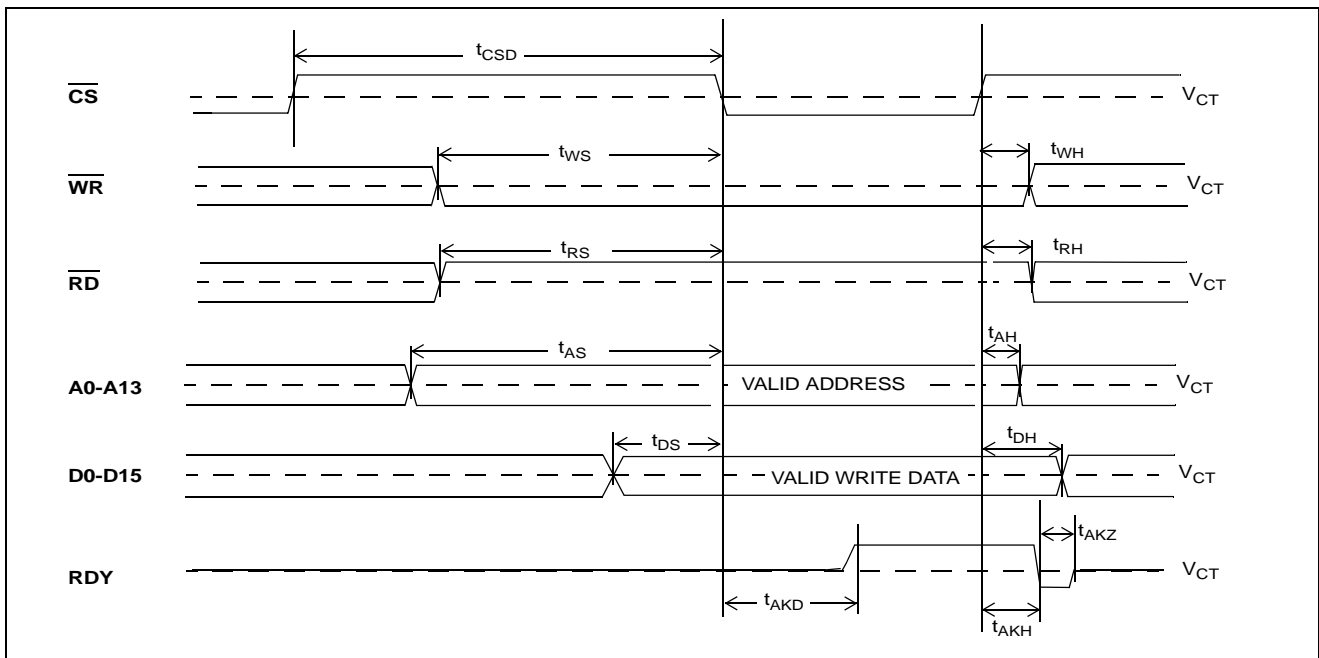 tCSD
CS VCT
tWS tWH
WR VCT
tRS tRH
RD VCT
tAS tAH
A0-A13 VALID ADDRESS VCT
tDS tDH
D0-D15 VALID WRITE DATA VCT
tAKZ
RDY VCT
tAKD tAKH